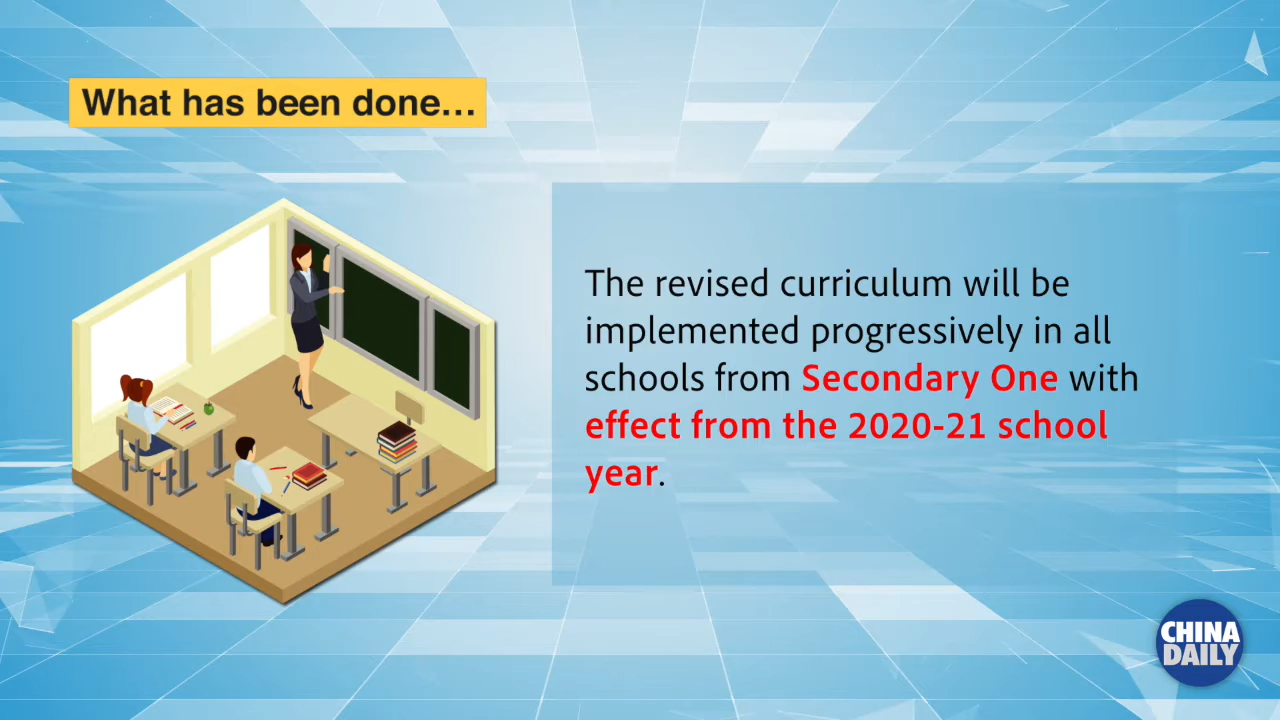 What has been done...
The revised curriculum will be
implemented progressively in all
schools from Secondary One with
effect from the 2020-21 school
year.
CHINA
DAILY